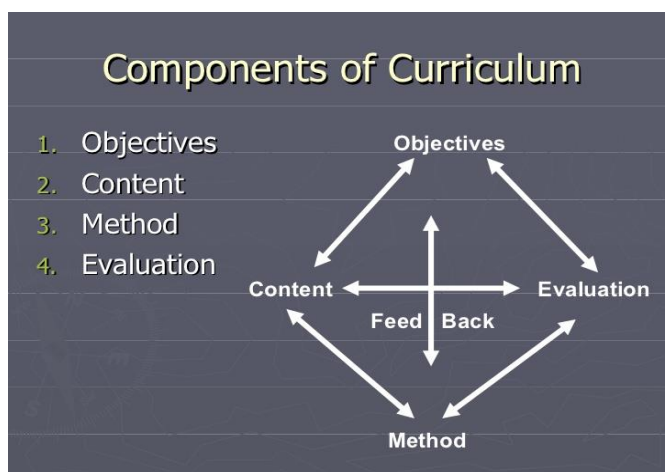 Components of Curriculum
1. Objectives
2. Content
3. Method
4. Evaluation
Objectives
Content
Evaluation
Feed Back
Method